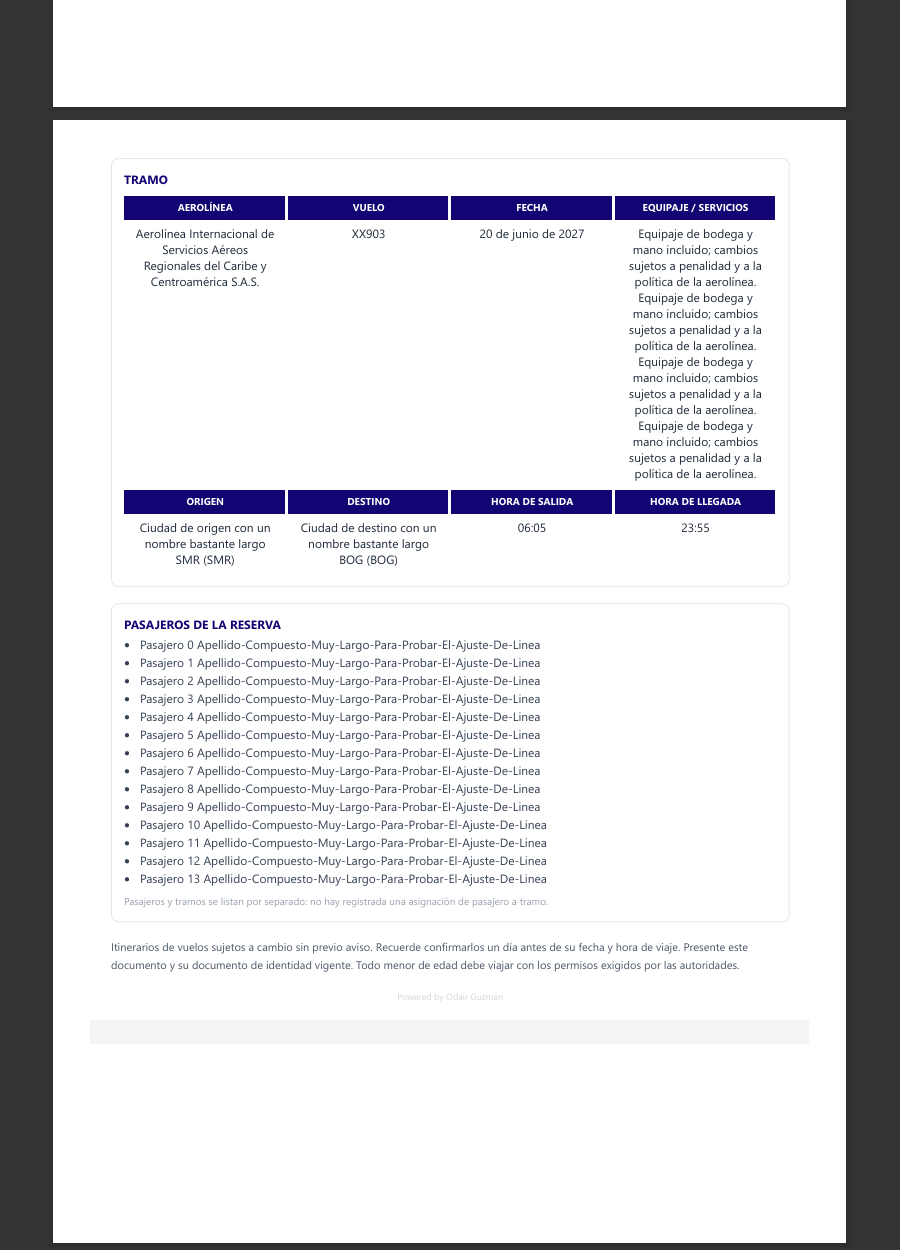 TRAMO
AEROLÍNEA VUELO FECHA EQUIPAJE / SERVICIOS
Aerolínea Internacional de
Servicios Aéreos
Regionales del Caribe y
Centroamérica S.A.S.
XX903
20 de junio de 2027
Equipaje de bodega y
mano incluido; cambios
sujetos a penalidad y a la
política de la aerolínea.
Equipaje de bodega y
mano incluido; cambios
sujetos a penalidad y a la
política de la aerolínea.
Equipaje de bodega y
mano incluido; cambios
sujetos a penalidad y a la
política de la aerolínea.
Equipaje de bodega y
mano incluido; cambios
sujetos a penalidad y a la
política de la aerolínea.
ORIGEN DESTINO HORA DE SALIDA HORA DE LLEGADA
Ciudad de origen con un
nombre bastante largo
SMR (SMR)
Ciudad de destino con un
nombre bastante largo
BOG (BOG)
06:05
23:55
PASAJEROS DE LA RESERVA
• Pasajero 0 Apellido-Compuesto-Muy-Largo-Para-Probar-El-Ajuste-De-Linea
• Pasajero 1 Apellido-Compuesto-Muy-Largo-Para-Probar-El-Ajuste-De-Linea
• Pasajero 2 Apellido-Compuesto-Muy-Largo-Para-Probar-El-Ajuste-De-Linea
• Pasajero 3 Apellido-Compuesto-Muy-Largo-Para-Probar-El-Ajuste-De-Linea
• Pasajero 4 Apellido-Compuesto-Muy-Largo-Para-Probar-El-Ajuste-De-Linea
• Pasajero 5 Apellido-Compuesto-Muy-Largo-Para-Probar-El-Ajuste-De-Linea
• Pasajero 6 Apellido-Compuesto-Muy-Largo-Para-Probar-El-Ajuste-De-Linea
• Pasajero 7 Apellido-Compuesto-Muy-Largo-Para-Probar-El-Ajuste-De-Linea
• Pasajero 8 Apellido-Compuesto-Muy-Largo-Para-Probar-El-Ajuste-De-Linea
• Pasajero 9 Apellido-Compuesto-Muy-Largo-Para-Probar-El-Ajuste-De-Linea
• Pasajero 10 Apellido-Compuesto-Muy-Largo-Para-Probar-El-Ajuste-De-Linea
• Pasajero 11 Apellido-Compuesto-Muy-Largo-Para-Probar-El-Ajuste-De-Linea
• Pasajero 12 Apellido-Compuesto-Muy-Largo-Para-Probar-El-Ajuste-De-Linea
• Pasajero 13 Apellido-Compuesto-Muy-Largo-Para-Probar-El-Ajuste-De-Linea
Pasajeros y tramos se listan por separado: no hay registrada una asignación de pasajero a tramo.
Itinerarios de vuelos sujetos a cambio sin previo aviso. Recuerde confirmarlos un día antes de su fecha y hora de viaje. Presente este
documento y su documento de identidad vigente. Todo menor de edad debe viajar con los permisos exigidos por las autoridades.
Powered by Odair Guzmán